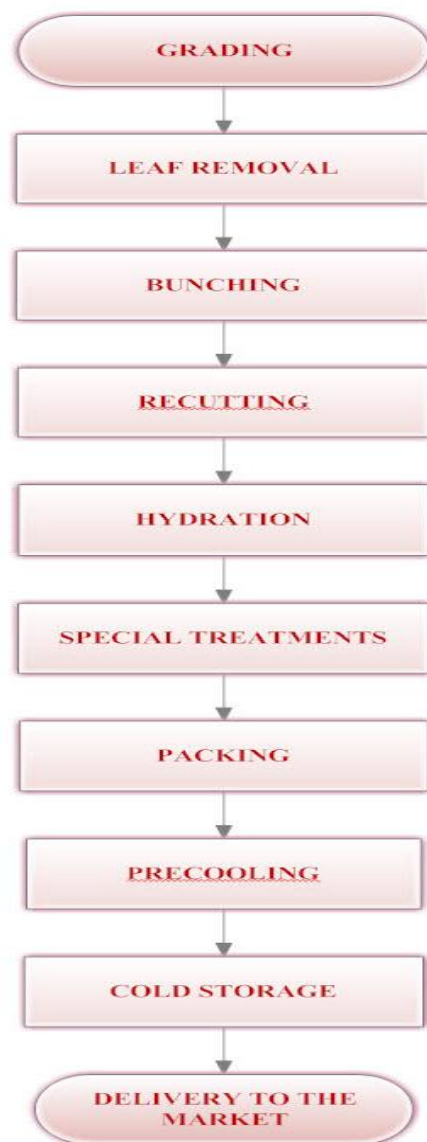 GRADING
LEAF REMOVAL
BUNCHING
RECUTTING
HYDRATION
SPECIAL TREATMENTS
PACKING
PRECOOLING
COLD STORAGE
DELIVERY TO THE
MARKET